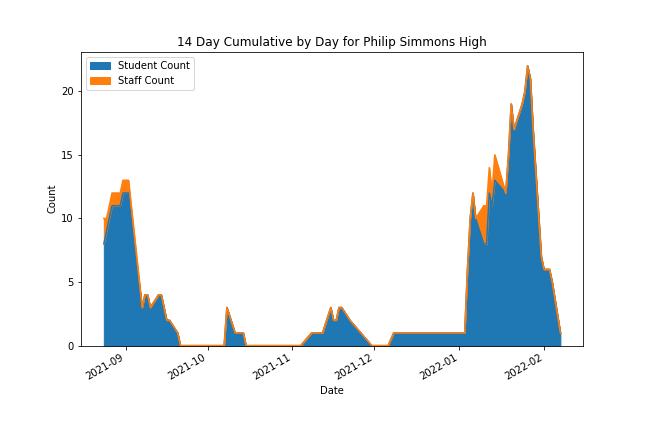 14 Day Cumulative by Day for Philip Simmons High
Student Count
Staff Count
Count
20
15
10
5
0
2021-09
2021-10
2021-11
2021-12
2022-01
2022-02
Date